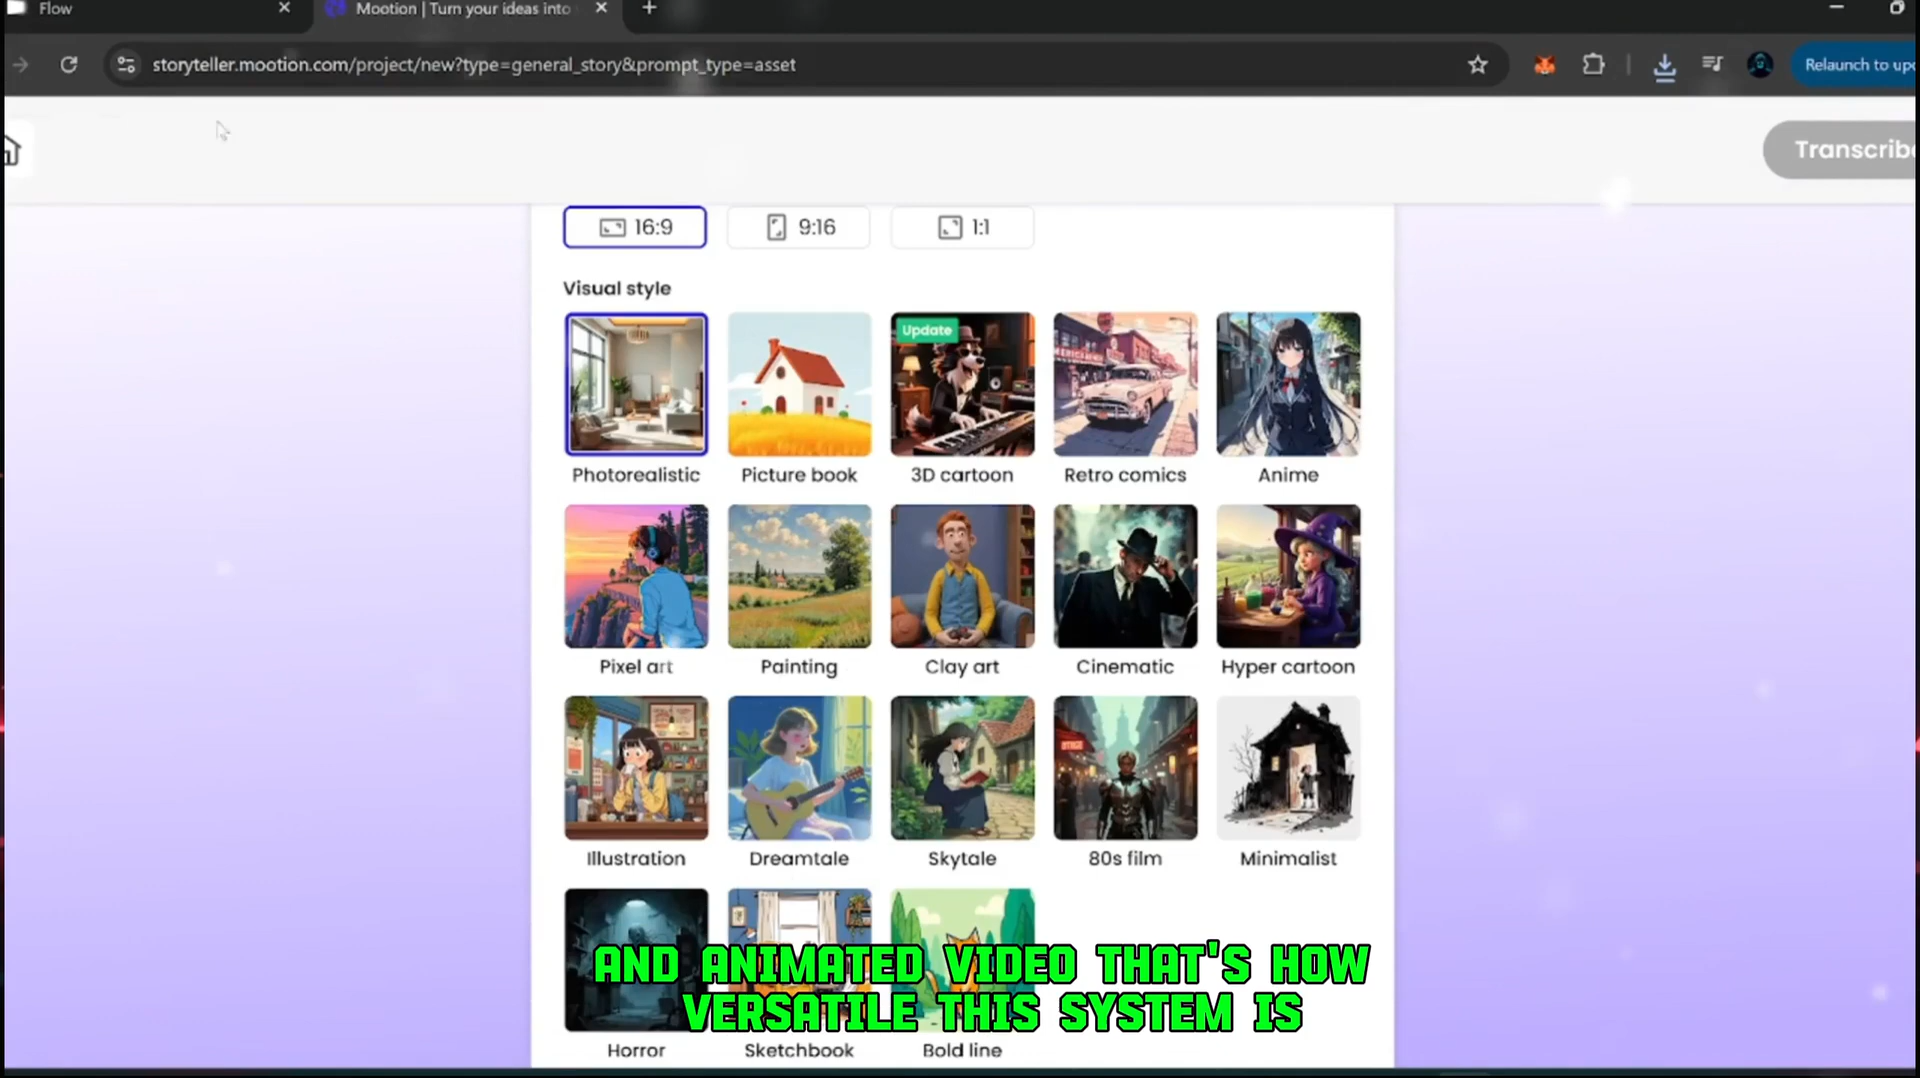 Flow
Mootion | Turn your ideas into
storyteller.mootion.com/project/new?type=general_story&prompt_type=asset
Relaunch to up
Transcribe
16:9
9:16
1:1
Visual style
Update
Photorealistic
Picture book
3D cartoon
Retro comics
Anime
Pixel art
Painting
Clay art
Cinematic
Hyper cartoon
Illustration
Dreamtale
Skytale
80s film
Minimalist
AND ANIMATED VIDEO THAT'S HOW
VERSATILE THIS SYSTEM IS
Horror
Sketchbook
Bold line